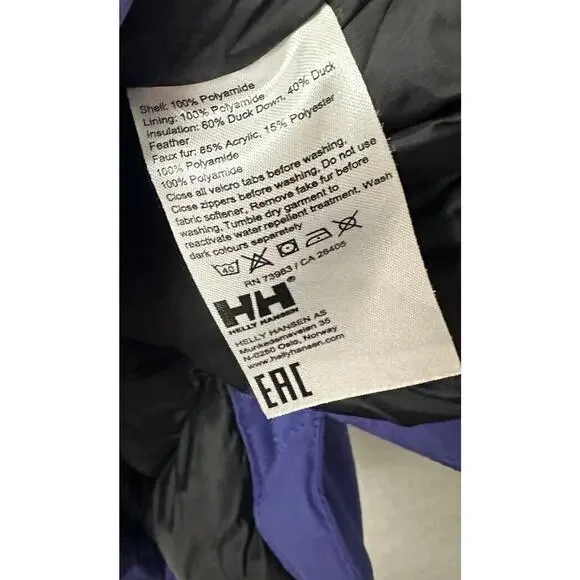 Shell: 100% Polyamide
Lining: 100% Polyamide
Insulation: 60% Duck Down, 40% Duck
Feather
Faux fur: 85% Acrylic, 15% Polyester
100% Polyamide
100% Polyamide
Close all velcro tabs before washing,
Close zippers before washing, Do not use
fabric softener, Remove fake fur before
washing, Tumble dry garment to
reactivate water repellent treatment, Wash
dark colours separately
40
RN 73983 / CA 28405
HH®
HELLY HANSEN
HELLY HANSEN AS
Munkedamsveien 35
N-0250 Oslo, Norway
www.hellyhansen.com
EAC